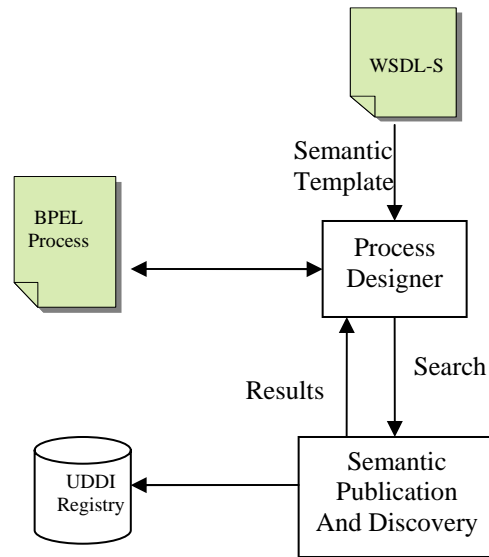 WSDL-S
Semantic
Template
BPEL
Process
Process
Designer
Results
Search
UDDI
Registry
Semantic
Publication
And Discovery